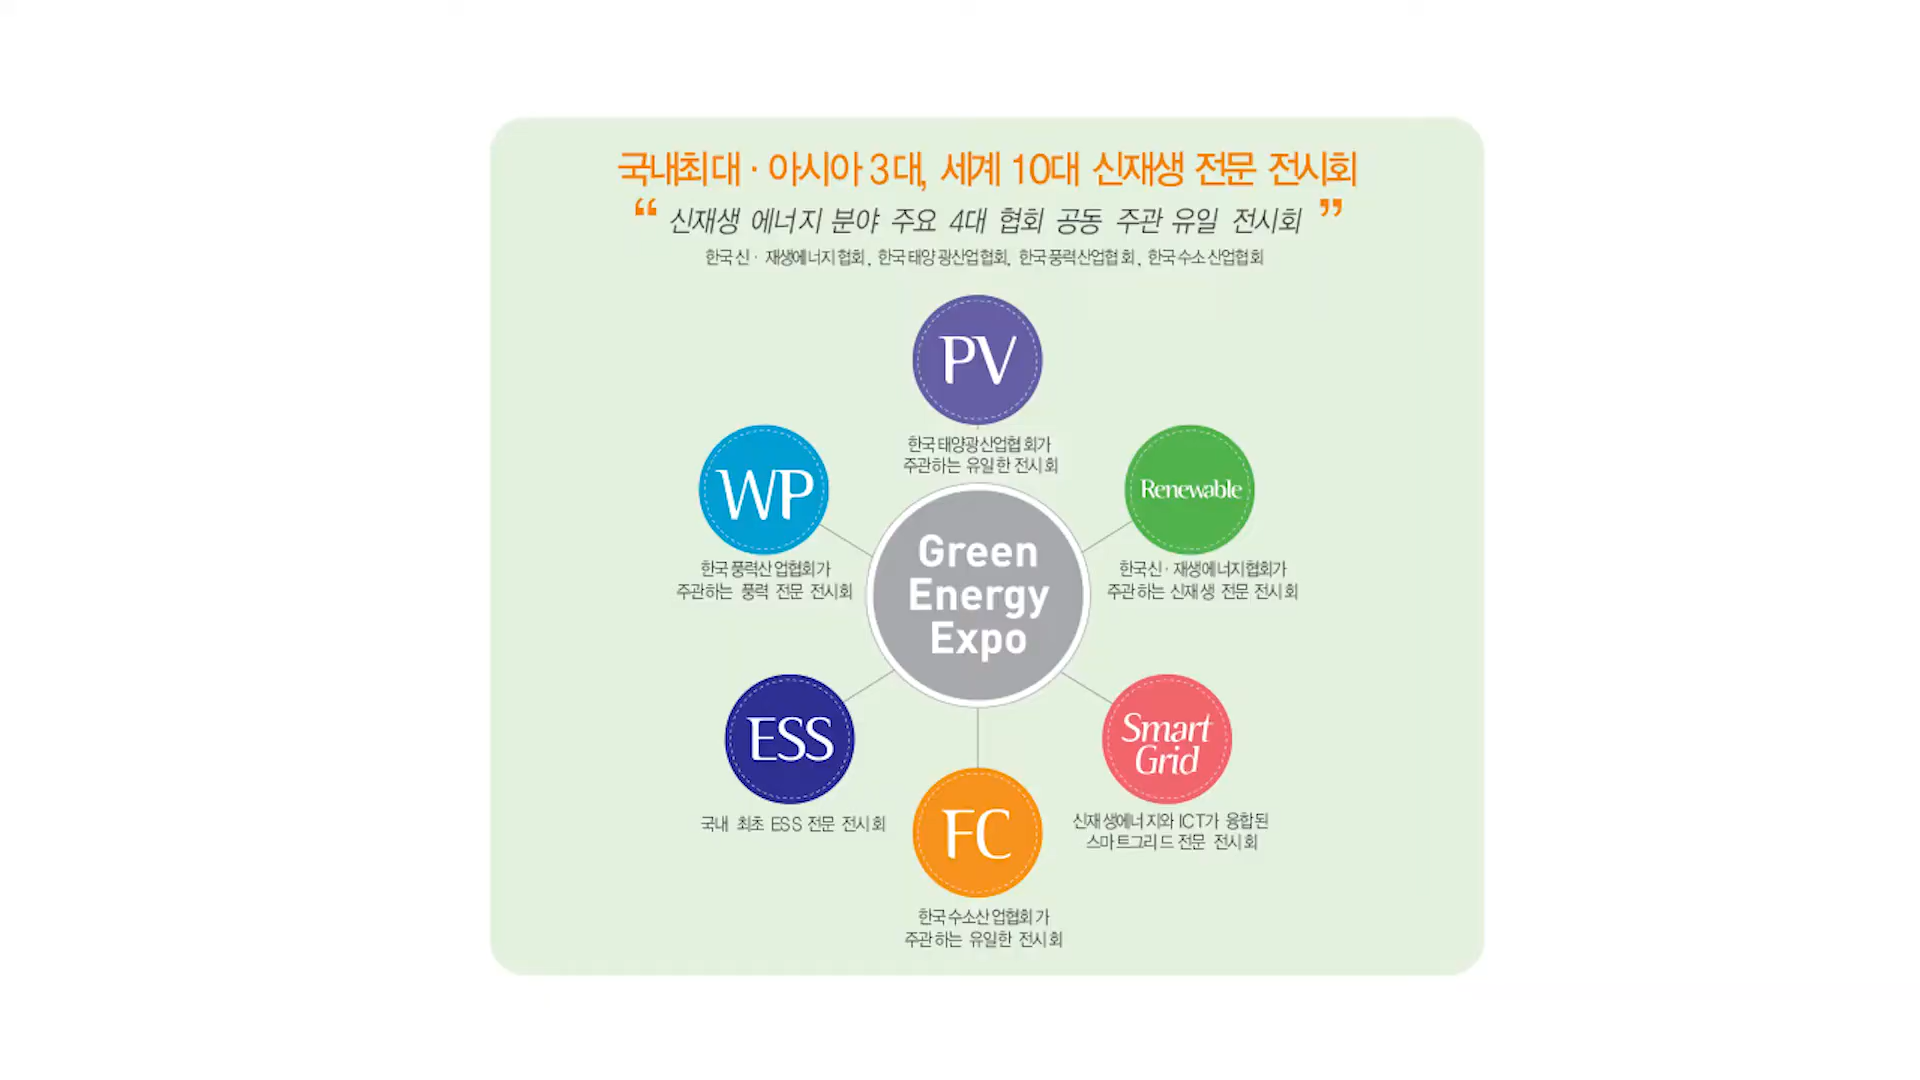 국내최대 · 아시아 3대, 세계 10대 신재생 전문 전시회
“ 신재생 에너지 분야 주요 4대 협회 공동 주관 유일 전시회 ”
한국 신 · 재생에너지 협회, 한국 태양광산업협회, 한국 풍력산업협회, 한국 수소산업협회
PV
한국 태양광산업협회가
주관하는 유일한 전시회
WP
한국 풍력산업협회가
주관하는 풍력 전문 전시회
Renewable
한국신 · 재생에너지협회가
주관하는 신재생 전문 전시회
Green
Energy
Expo
ESS
국내 최초 ESS 전문 전시회
Smart
Grid
신재생에너지와 ICT가 융합된
스마트그리드 전문 전시회
FC
한국 수소산업협회가
주관하는 유일한 전시회